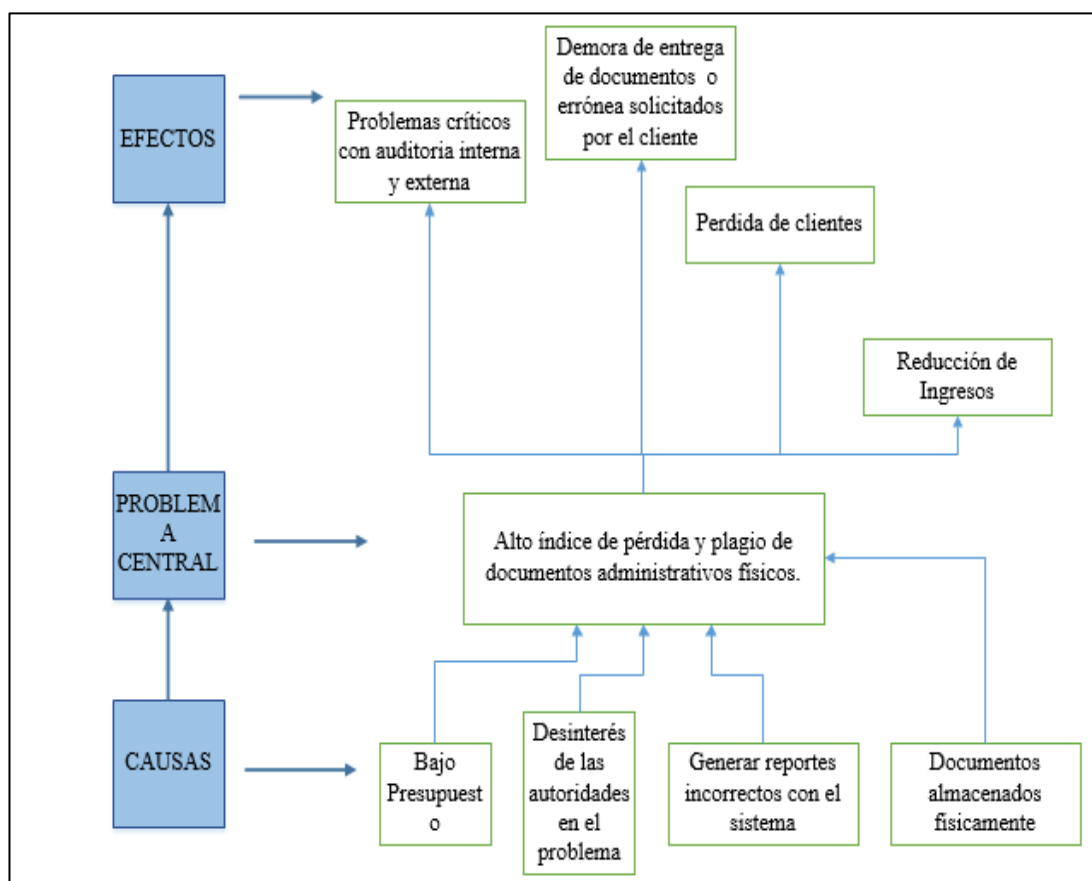 EFECTOS
Problemas críticos
con auditoria interna
y externa
Demora de entrega
de documentos o
errónea solicitados
por el cliente
Perdida de clientes
Reducción de
Ingresos
PROBLEM
A
CENTRAL
Alto índice de pérdida y plagio de
documentos administrativos físicos.
CAUSAS
Bajo
Presupuest
o
Desinterés
de las
autoridades
en el
problema
Generar reportes
incorrectos con el
sistema
Documentos
almacenados
físicamente